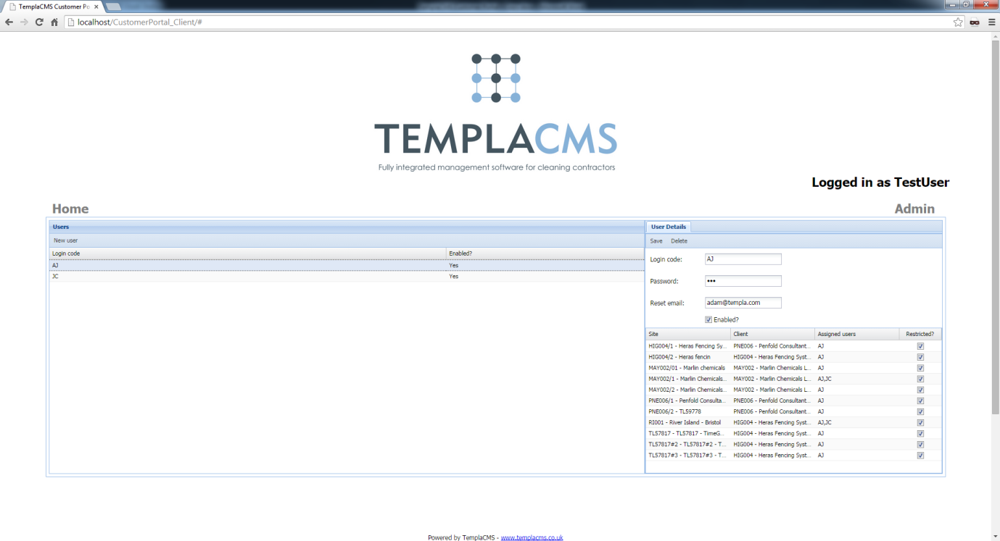 TemplaCMS Customer Po
localhost/CustomerPortal_Client/#
TEMPLACMS
Fully integrated management software for cleaning contractors
Logged in as TestUser
Home Admin
Users User Details
New user Save Delete
Login code Enabled?
AJ Yes
JC Yes
Login code: AJ
Password: •••
Reset email: adam@templa.com
Enabled?
Site Client Assigned users Restricted?
HIG004/1 - Heras Fencing Sy... PNE006 - Penfold Consultant... AJ
HIG004/2 - Heras fencin HIG004 - Heras Fencing Syst... AJ
MAY002/01 - Marlin chemicals MAY002 - Marlin Chemicals L... AJ
MAY002/1 - Marlin Chemicals... MAY002 - Marlin Chemicals L... AJ,JC
MAY002/2 - Marlin Chemicals... MAY002 - Marlin Chemicals L... AJ
PNE006/1 - Penfold Consulta... PNE006 - Penfold Consultant... AJ
PNE006/2 - TL59778 PNE006 - Penfold Consultant... AJ
RI001 - River Island - Bristol HIG004 - Heras Fencing Syst... AJ,JC
TL57817 - TL57817 - TimeG... HIG004 - Heras Fencing Syst... AJ
TL57817#2 - TL57817#2 - T... HIG004 - Heras Fencing Syst... AJ
TL57817#3 - TL57817#3 - T... HIG004 - Heras Fencing Syst... AJ
Powered by TemplaCMS - www.templacms.co.uk